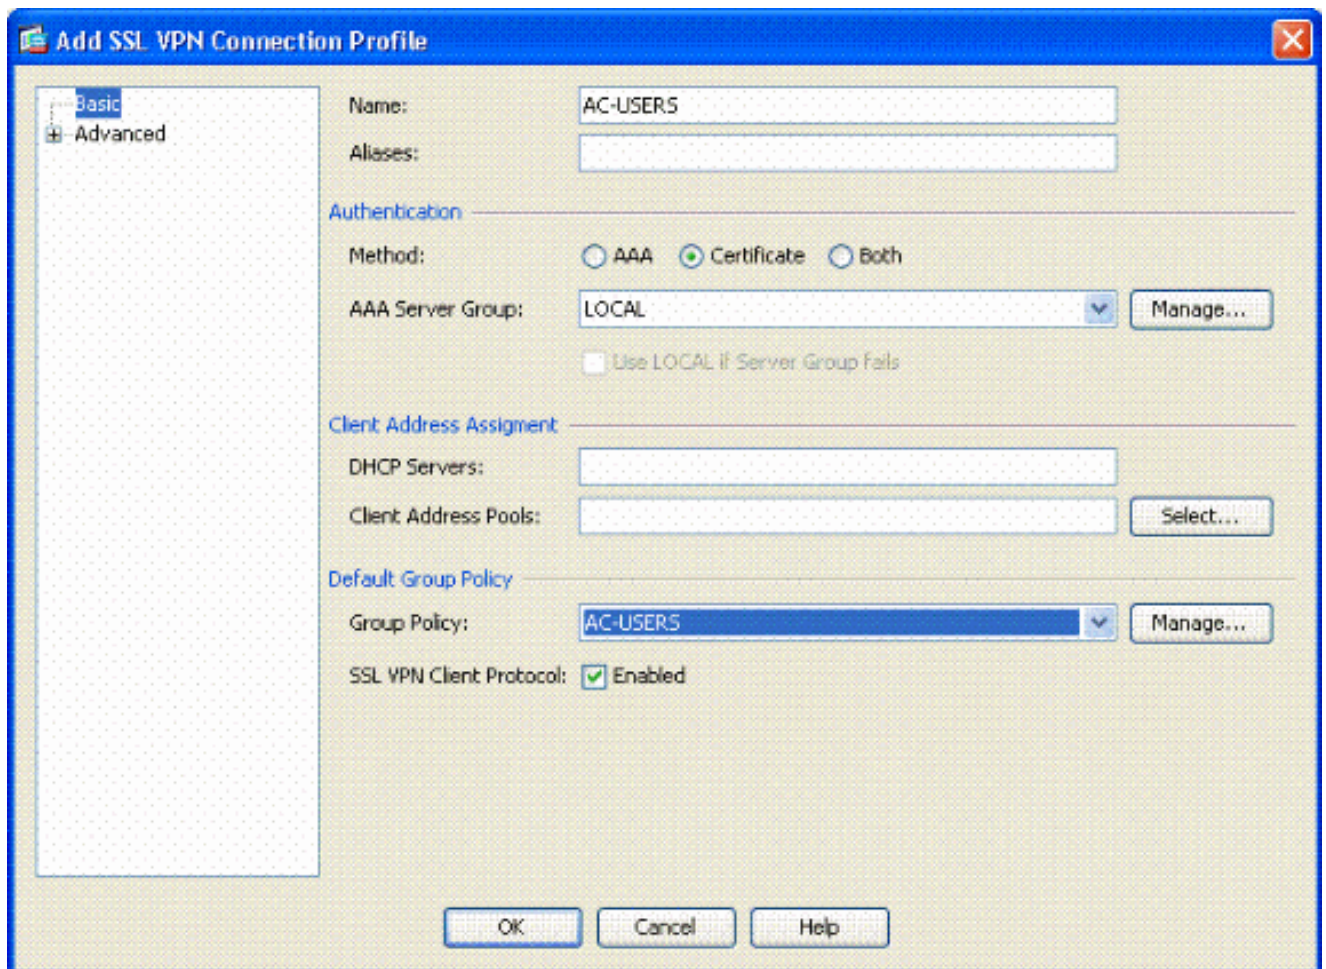 Add SSL VPN Connection Profile
Basic
Advanced
Name: AC-USERS
Aliases:
Authentication
Method: AAA Certificate Both
AAA Server Group: LOCAL Manage...
Use LOCAL if Server Group fails
Client Address Assigment
DHCP Servers:
Client Address Pools: Select...
Default Group Policy
Group Policy: AC-USERS Manage...
SSL VPN Client Protocol: Enabled
OK Cancel Help